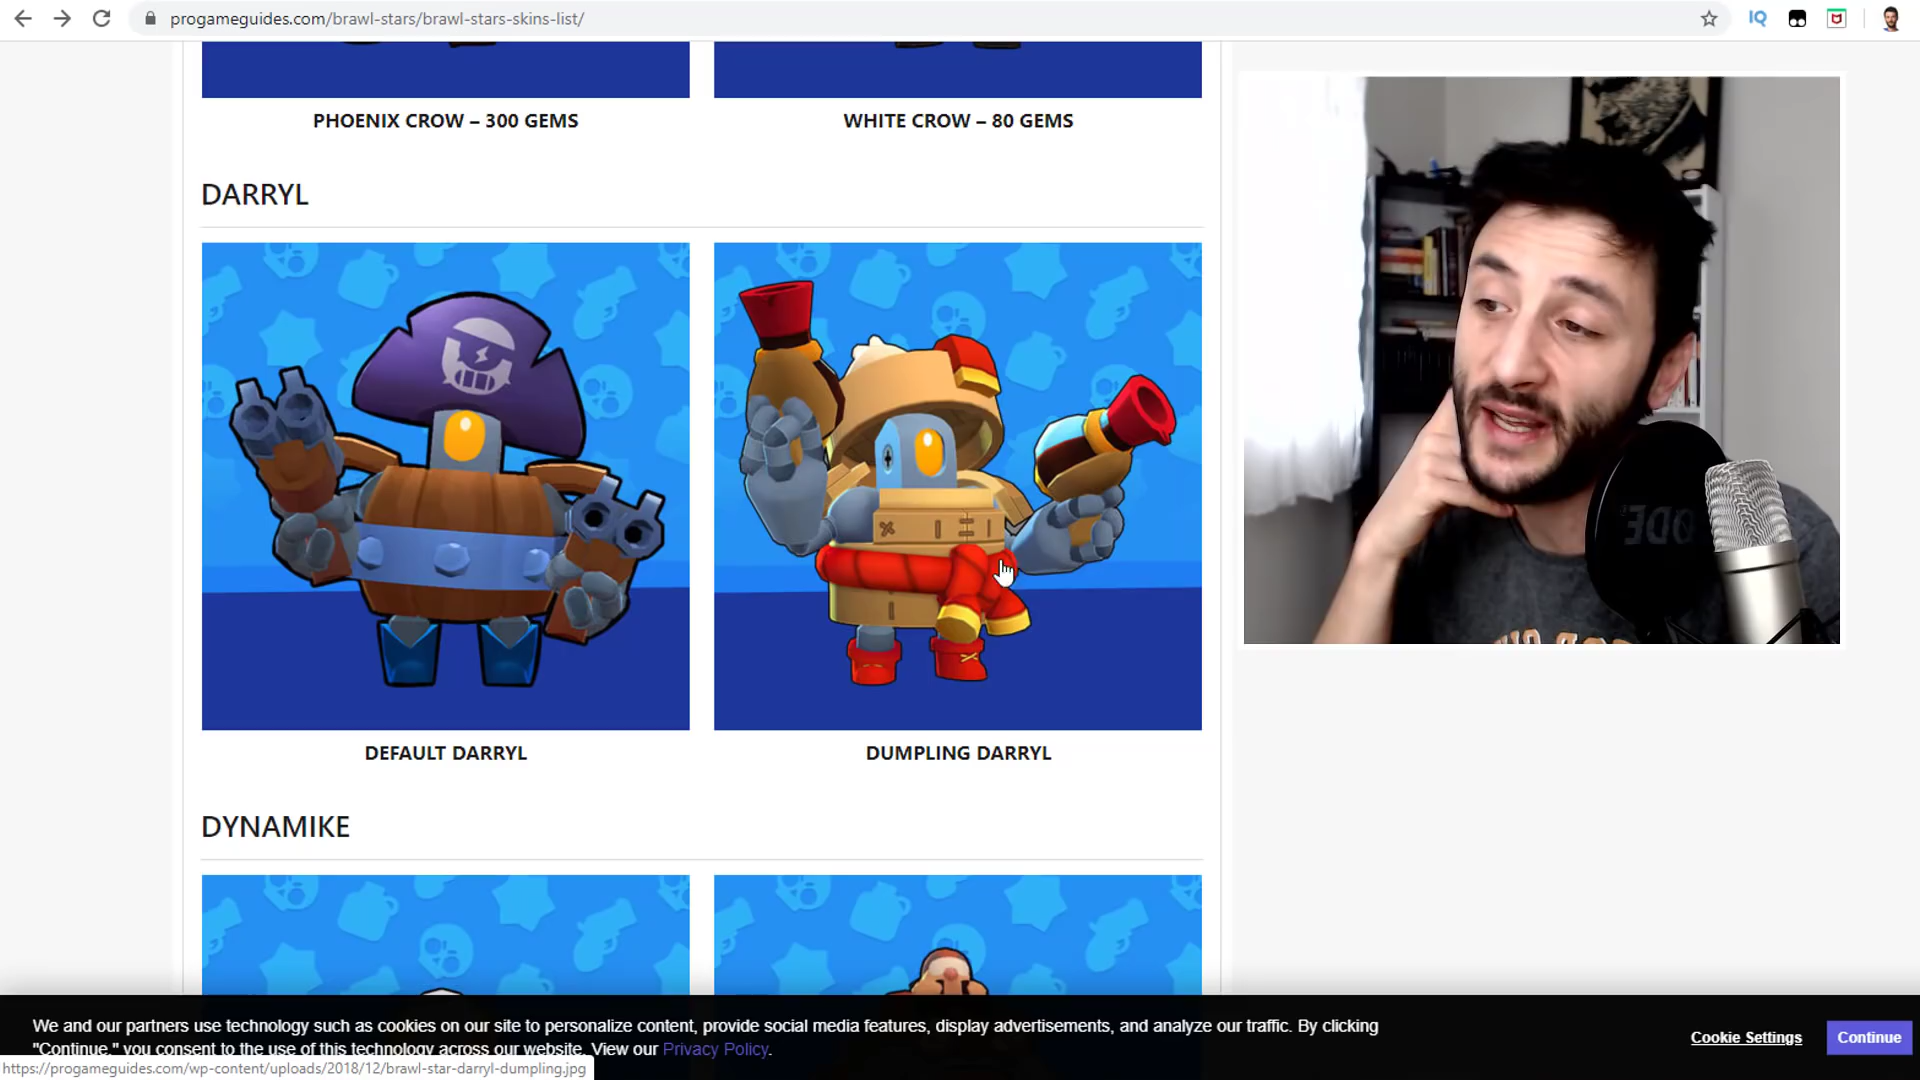 progameguides.com/brawl-stars/brawl-stars-skins-list/
IQ
PHOENIX CROW – 300 GEMS
WHITE CROW – 80 GEMS
DARRYL
DEFAULT DARRYL
DUMPLING DARRYL
DYNAMIKE
We and our partners use technology such as cookies on our site to personalize content, provide social media features, display advertisements, and analyze our traffic. By clicking
"Continue," you consent to the use of this technology across our website. View our Privacy Policy.
Cookie Settings
Continue
https://progameguides.com/wp-content/uploads/2018/12/brawl-star-darryl-dumpling.jpg